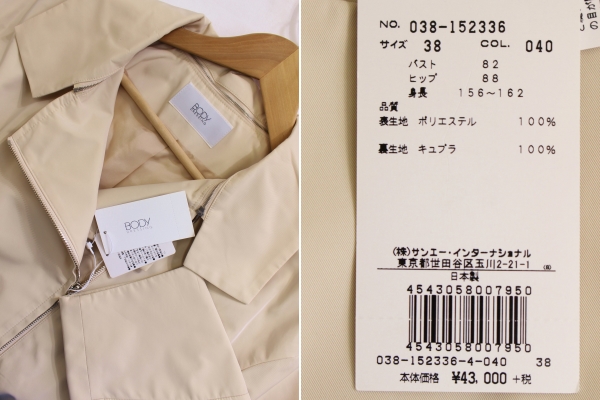 BODY
BODY
NO. 038-152336
サイズ 38 COL. 040
バスト 82
ヒップ 88
身長 156〜162
品質
表生地 ポリエステル 100%
裏生地 キュプラ 100%
(株)サンエー・インターナショナル
東京都世田谷区玉川2-21-1
日本製
4543058007950
4543058007950
038-152336-4-040 38
本体価格 ¥43,000+税